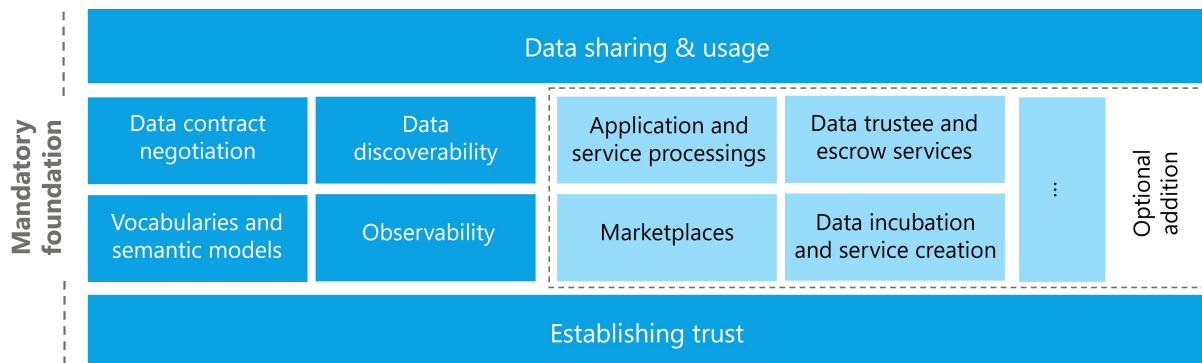 Data sharing & usage
Mandatory
foundation
Data contract
negotiation
Data
discoverability
Application and
service processings
Data trustee and
escrow services
...
Optional
addition
Vocabularies and
semantic models
Observability
Marketplaces
Data incubation
and service creation
Establishing trust